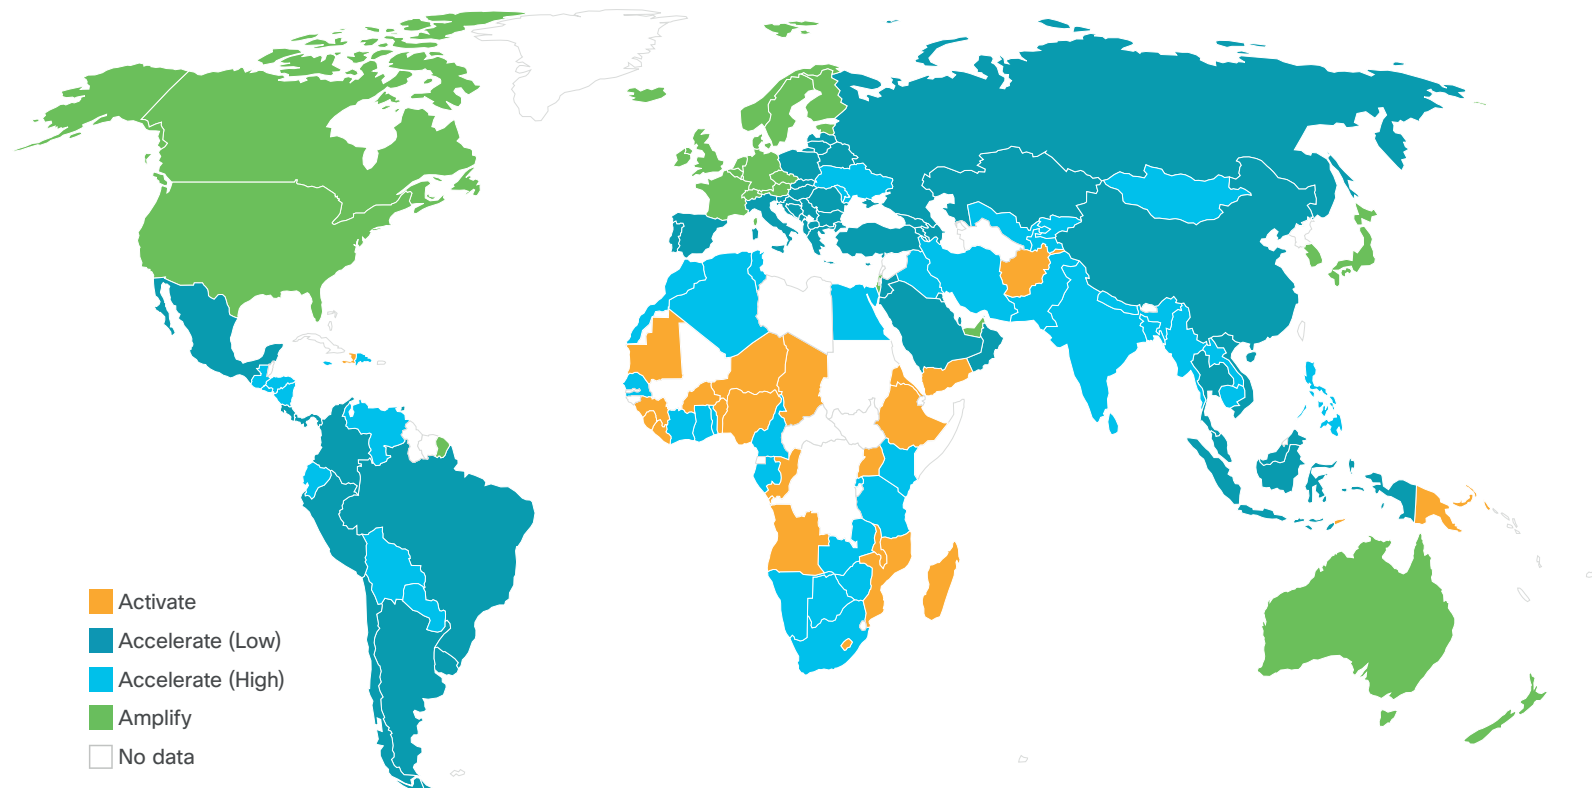 Activate
Accelerate (Low)
Accelerate (High)
Amplify
No data